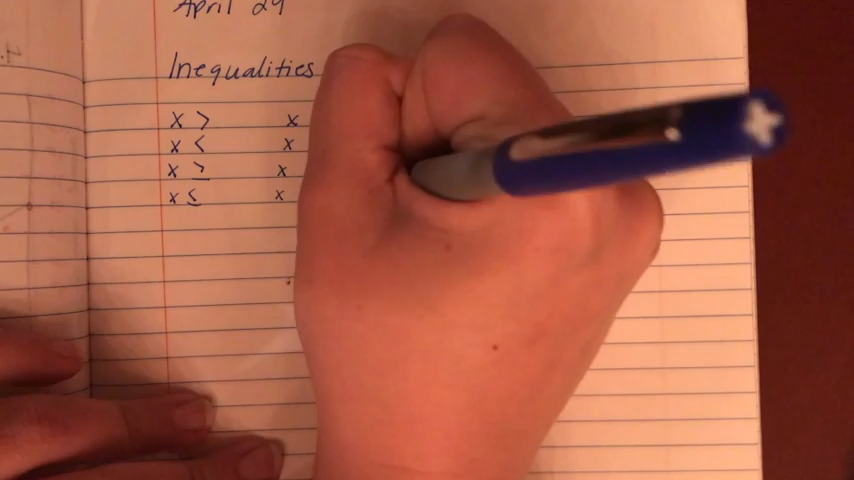 April 29
Inequalities
x > x
x < x
x ≥ x
x ≤ x